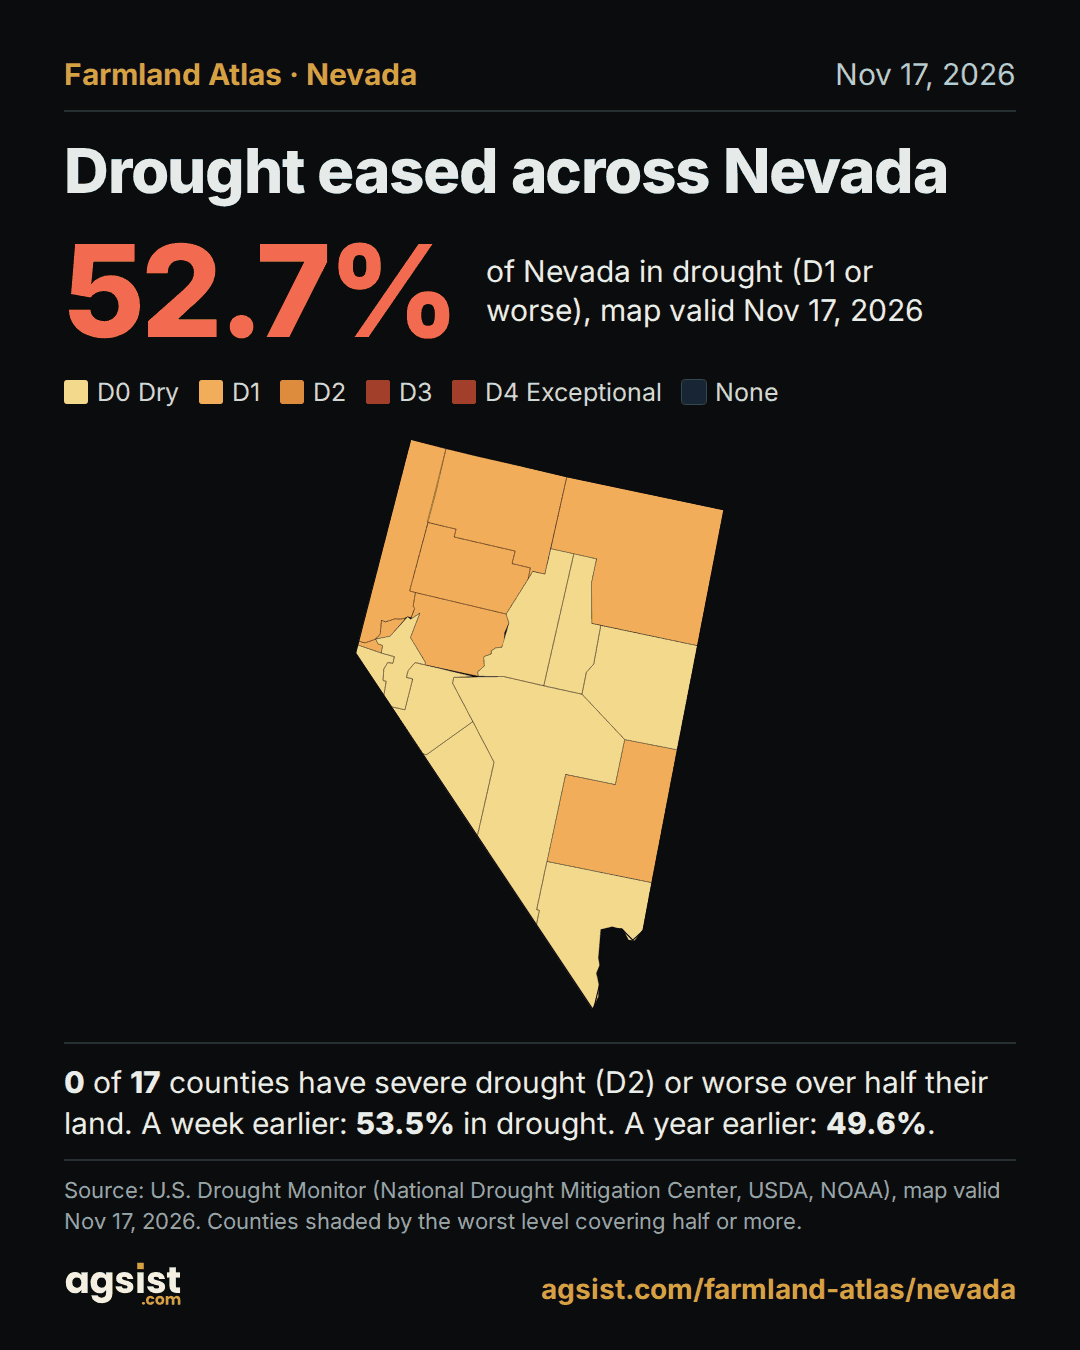 Farmland Atlas · Nevada
Nov 17, 2026
Drought eased across Nevada
52.7%
of Nevada in drought (D1 or
worse), map valid Nov 17, 2026
D0 Dry D1 D2 D3 D4 Exceptional None
0 of 17 counties have severe drought (D2) or worse over half their
land. A week earlier: 53.5% in drought. A year earlier: 49.6%.
Source: U.S. Drought Monitor (National Drought Mitigation Center, USDA, NOAA), map valid
Nov 17, 2026. Counties shaded by the worst level covering half or more.
agsist
.com
agsist.com/farmland-atlas/nevada